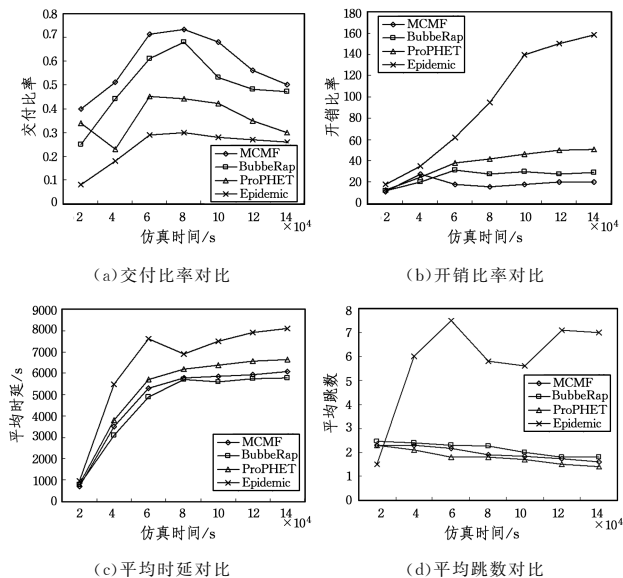 0.8
0.7
0.6
0.5
0.4
0.3
0.2
0.1
0
交付比率
MCMF
BubbeRap
ProPHET
Epidemic
2 4 6 8 10 12 14
×10⁴
仿真时间/s
(a)交付比率对比
180
160
140
120
100
80
60
40
20
0
开销比率
MCMF
BubbeRap
ProPHET
Epidemic
2 4 6 8 10 12 14
×10⁴
仿真时间/s
(b)开销比率对比
9000
8000
7000
6000
5000
4000
3000
2000
1000
0
平均时延/s
MCMF
BubbeRap
ProPHET
Epidemic
2 4 6 8 10 12 14
×10⁴
仿真时间/s
(c)平均时延对比
8
7
6
5
4
3
2
1
0
平均跳数
MCMF
BubbeRap
ProPHET
Epidemic
2 4 6 8 10 12 14
×10⁴
仿真时间/s
(d)平均跳数对比